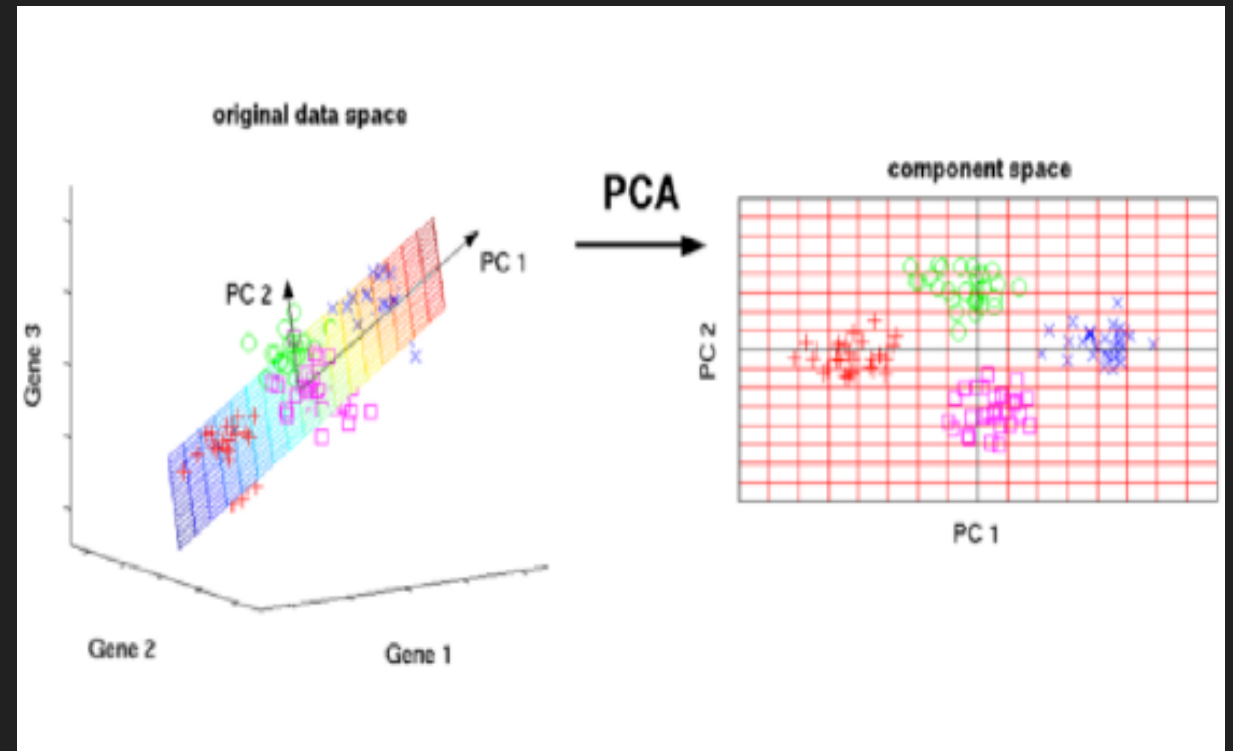 original data space
PC 1
PC 2
Gene 3
Gene 2
Gene 1
PCA
component space
PC 2
PC 1